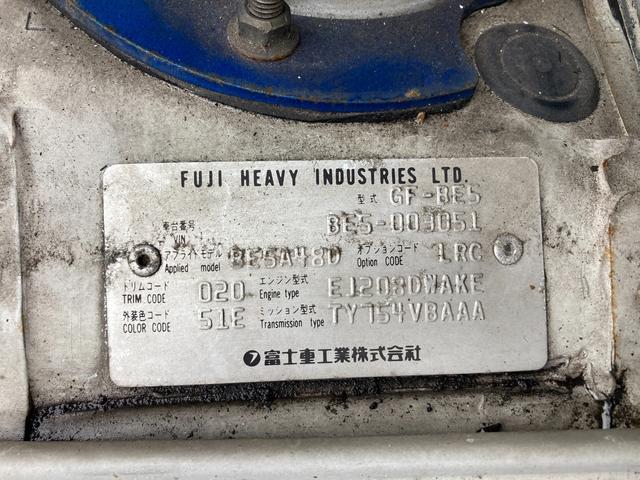 FUJI HEAVY INDUSTRIES LTD.
型式 GF-BE5
車台番号 BE5-003051
VIN
アプライドモデル BE5A48D オプションコード LRC
Applied model Option CODE
トリムコード 020 エンジン型式 EJ208DWAKE
TRIM CODE Engine type
外装色コード 51E ミッション型式 TY754VBAAA
COLOR CODE Transmission type
富士重工業株式会社